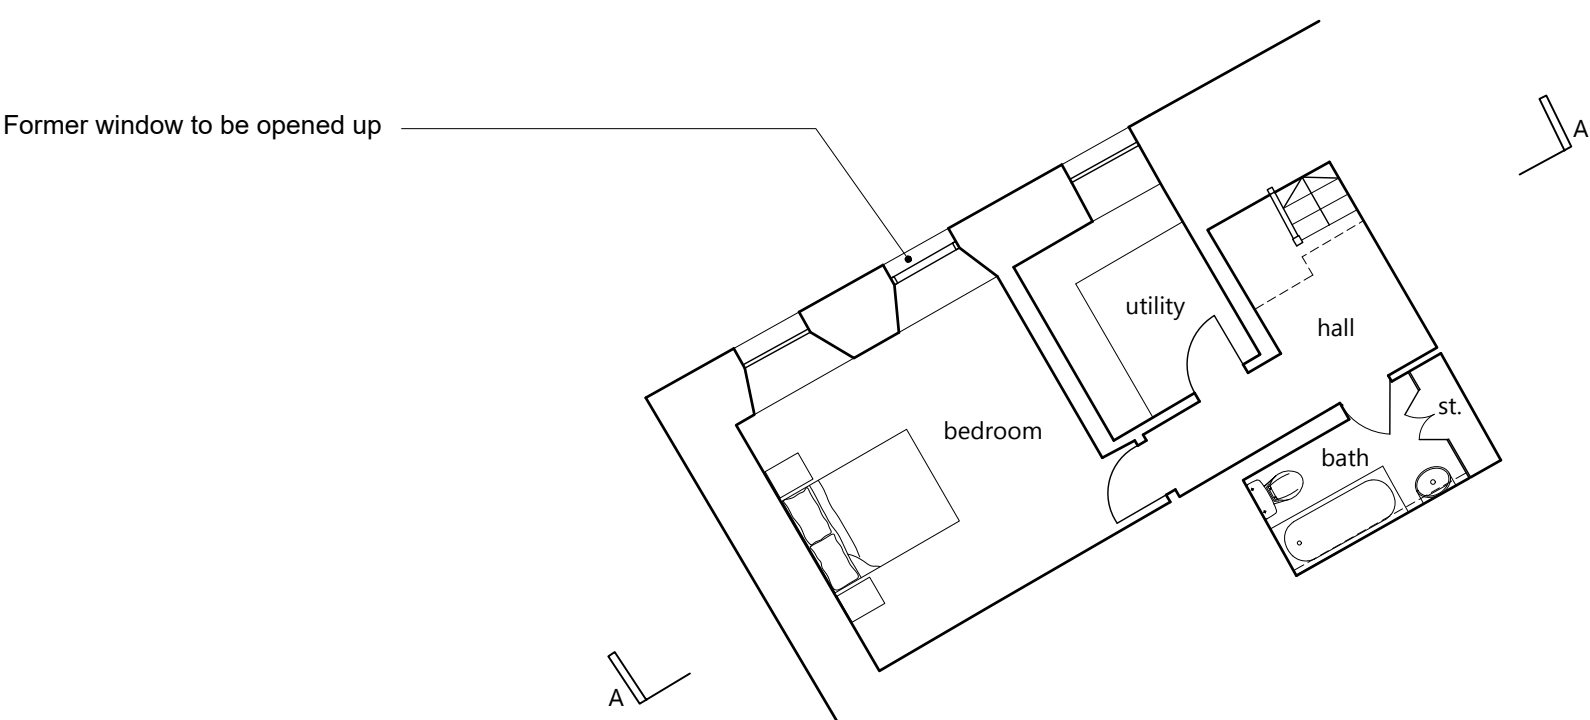 Former window to be opened up
A
utility
hall
st.
bedroom
bath
A